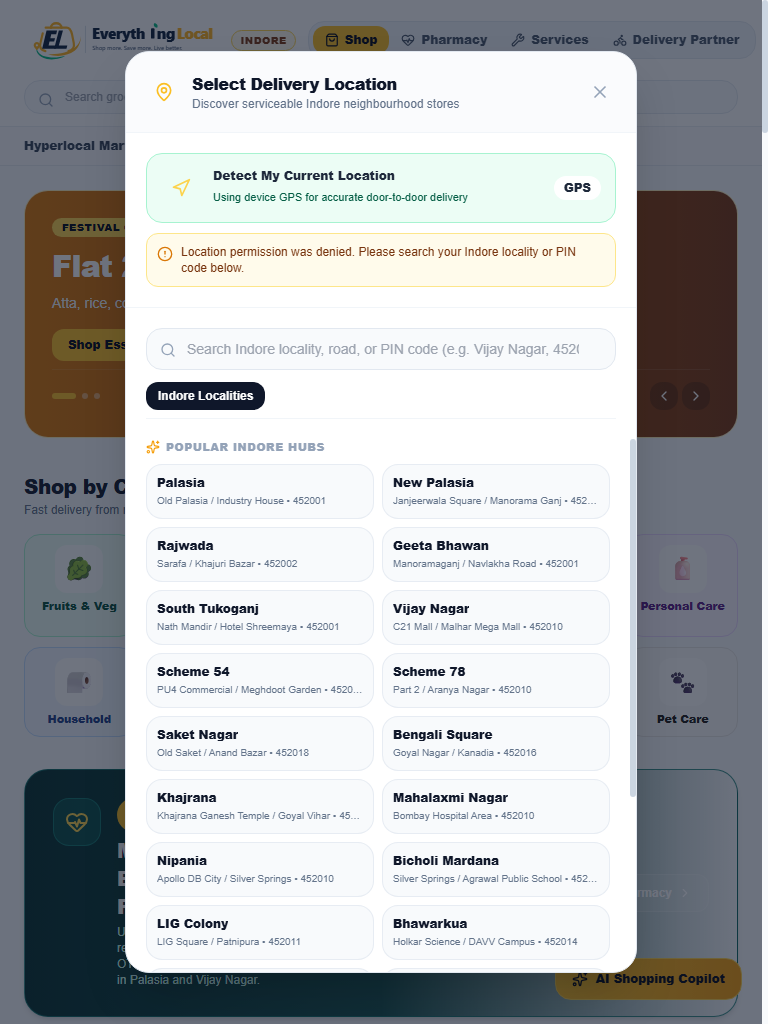 EL
Everything Local
Shop more. Save more. Live better.
INDORE
Shop
Pharmacy
Services
Delivery Partner
Search gro
Hyperlocal Mar
Select Delivery Location
Discover serviceable Indore neighbourhood stores
Detect My Current Location
Using device GPS for accurate door-to-door delivery
GPS
Location permission was denied. Please search your Indore locality or PIN
code below.
FESTIVAL
Flat
Atta, rice, co
Shop Ess
Search Indore locality, road, or PIN code (e.g. Vijay Nagar, 4520
Indore Localities
POPULAR INDORE HUBS
Palasia
Old Palasia / Industry House • 452001
New Palasia
Janjeerwala Square / Manorama Ganj • 452...
Rajwada
Sarafa / Khajuri Bazar • 452002
Geeta Bhawan
Manoramaganj / Navlakha Road • 452001
South Tukoganj
Nath Mandir / Hotel Shreemaya • 452001
Vijay Nagar
C21 Mall / Malhar Mega Mall • 452010
Scheme 54
PU4 Commercial / Meghdoot Garden • 4520...
Scheme 78
Part 2 / Aranya Nagar • 452010
Saket Nagar
Old Saket / Anand Bazar • 452018
Bengali Square
Goyal Nagar / Kanadia • 452016
Khajrana
Khajrana Ganesh Temple / Goyal Vihar • 45...
Mahalaxmi Nagar
Bombay Hospital Area • 452010
Nipania
Apollo DB City / Silver Springs • 452010
Bicholi Mardana
Silver Springs / Agrawal Public School • 452...
LIG Colony
LIG Square / Patnipura • 452011
Bhawarkua
Holkar Science / DAVV Campus • 452014
Shop by C
Fast delivery from
Fruits & Veg
Personal Care
Household
Pet Care
rmacy
in Palasia and Vijay Nagar.
AI Shopping Copilot